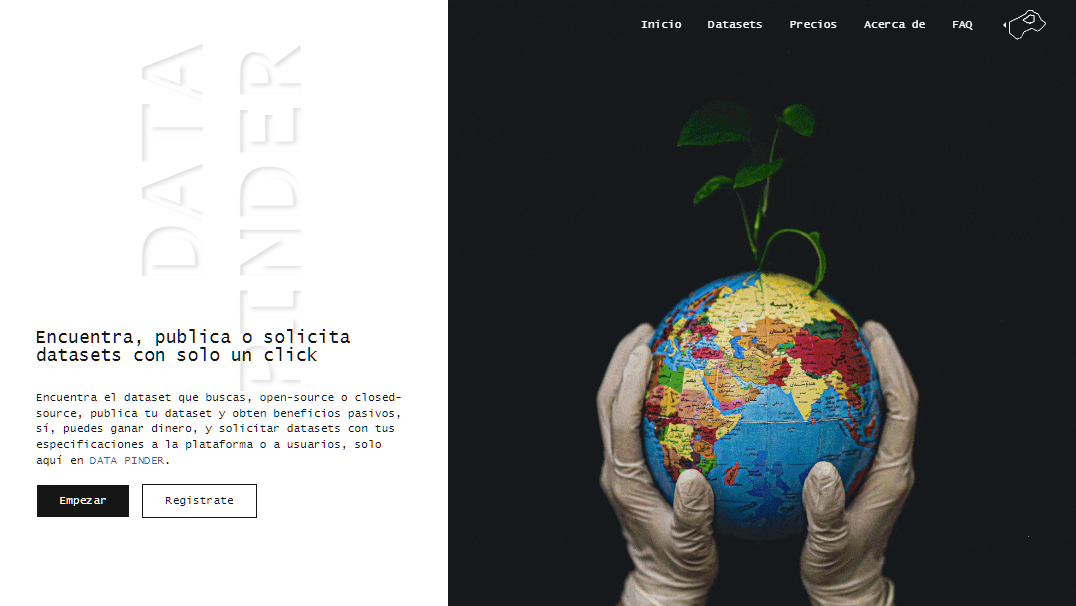 Inicio Datasets Precios Acerca de FAQ
DATA
PINDER
Encuentra, publica o solicita
datasets con solo un click
Encuentra el dataset que buscas, open-source o closed-
source, publica tu dataset y obten beneficios pasivos,
sí, puedes ganar dinero, y solicitar datasets con tus
especificaciones a la plataforma o a usuarios, solo
aquí en DATA PINDER.
Empezar Registrate